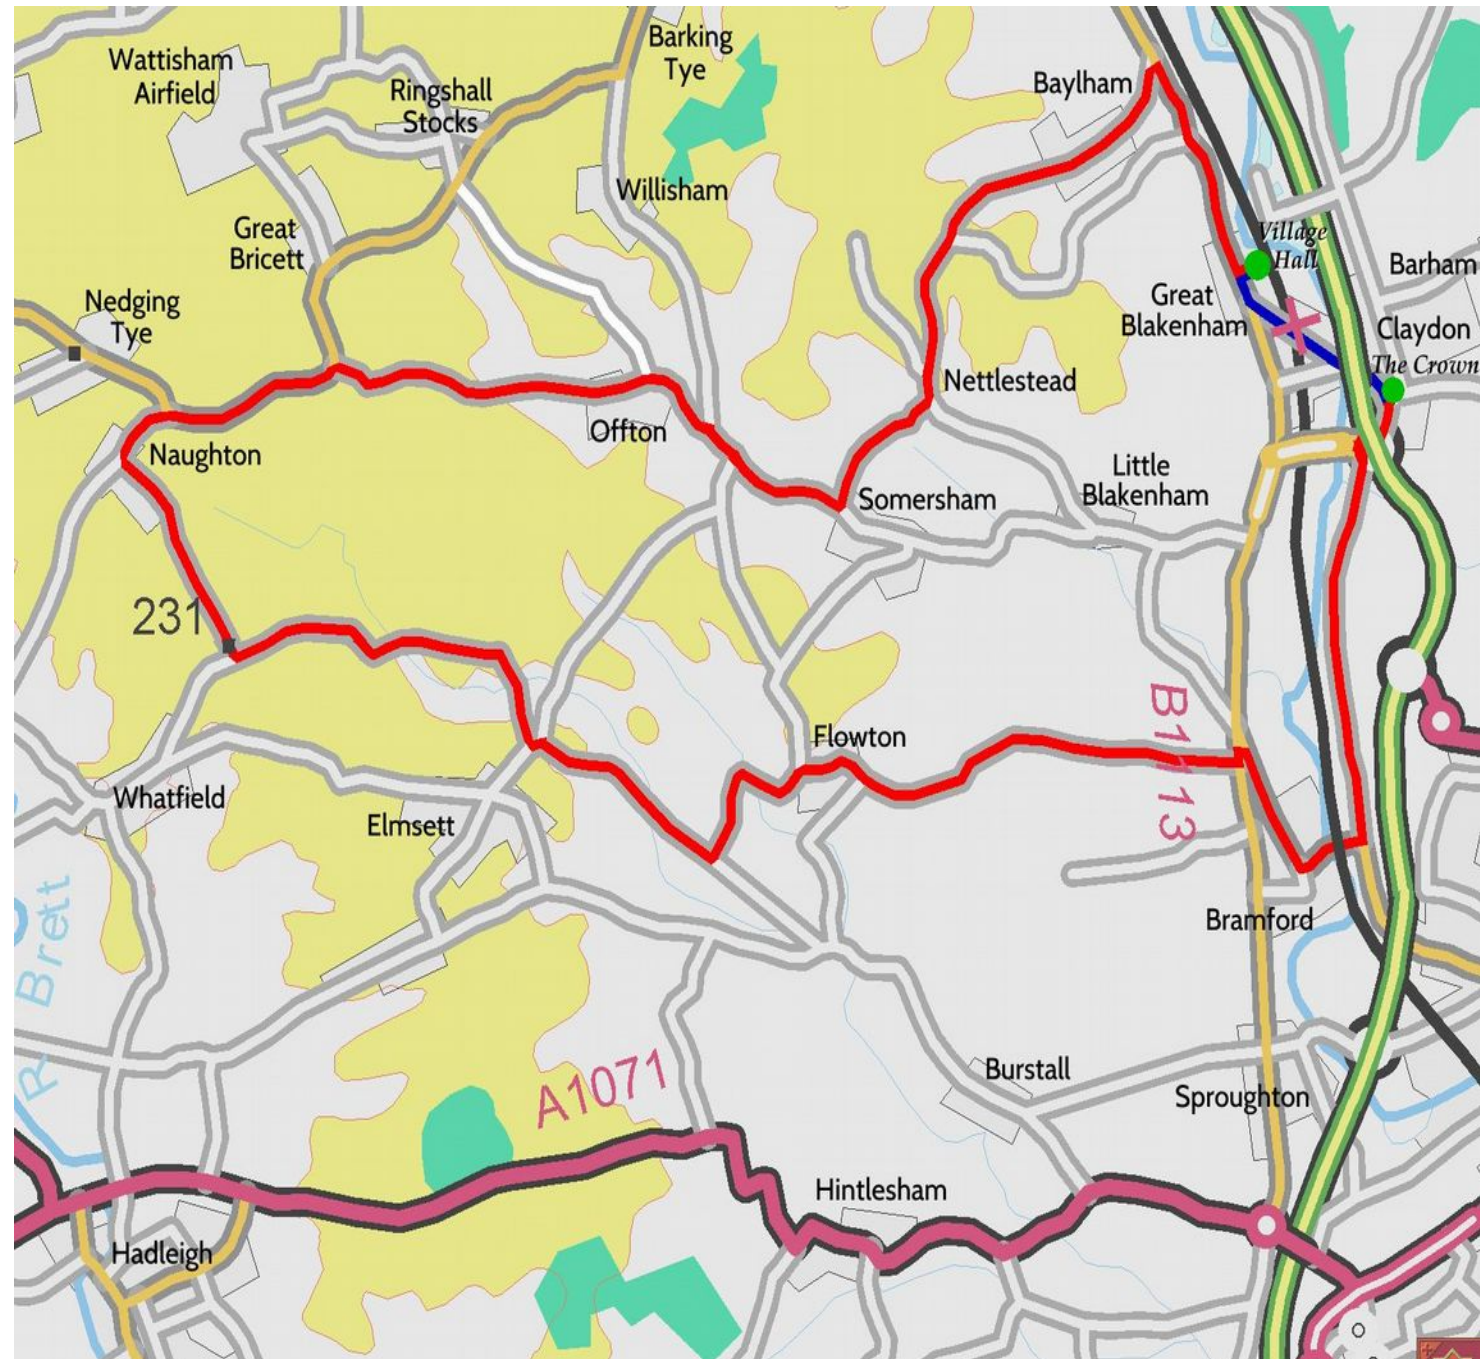 Barking
Tye
Wattisham
Airfield
Ringshall
Stocks
Baylham
Willisham
Great
Bricett
Village
Hall
Barham
Nedging
Tye
Great
Blakenham
Claydon
The Crown
Nettlestead
Offton
Naughton
Little
Blakenham
Somersham
231
B1113
Flowton
Whatfield
Elmsett
Bramford
R Brett
Burstall
A1071
Sproughton
Hintlesham
Hadleigh